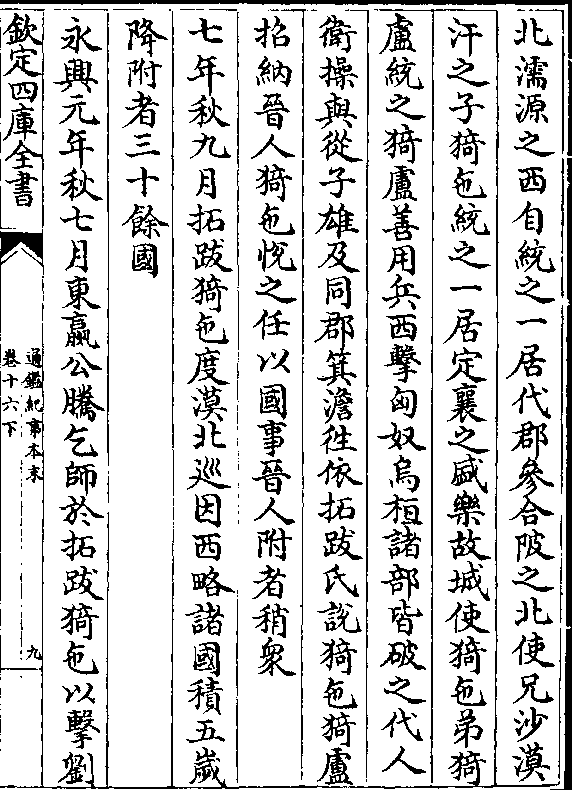 北濡源之西自統之一居代郡參合陂之北使兄沙漠
汗之子猗㐌統之一居定襄之盛樂故城使猗㐌弟猗
盧統之猗盧善用兵西擊匈奴烏桓諸部皆破之代人
衛操與從子雄及同郡箕澹徃依拓跋氏說猗㐌猗盧
招納晉人猗㐌悅之任以國事晉人附者稍衆
七年秋九月拓跋猗㐌度漠北巡因西略諸國積五歲
降附者三十餘國
永興元年秋七月東嬴公騰乞師於拓跋猗㐌以擊劉
欽定四庫全書
通鑑紀事本末
卷十六下
九